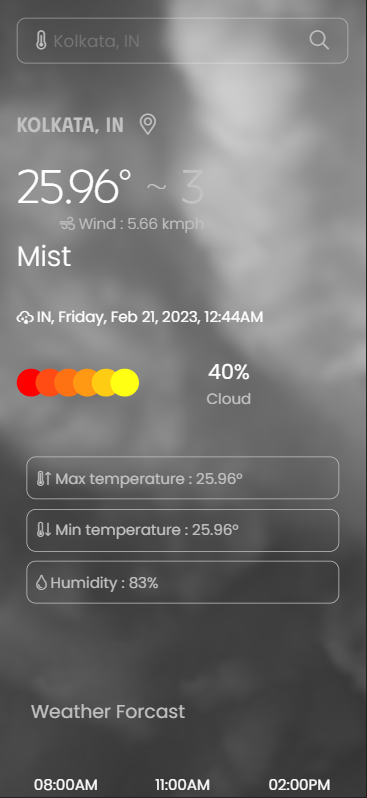 Kolkata, IN
KOLKATA, IN
25.96° ~ 3
Wind : 5.66 kmph
Mist
IN, Friday, Feb 21, 2023, 12:44AM
40%
Cloud
Max temperature : 25.96°
Min temperature : 25.96°
Humidity : 83%
Weather Forcast
08:00AM 11:00AM 02:00PM